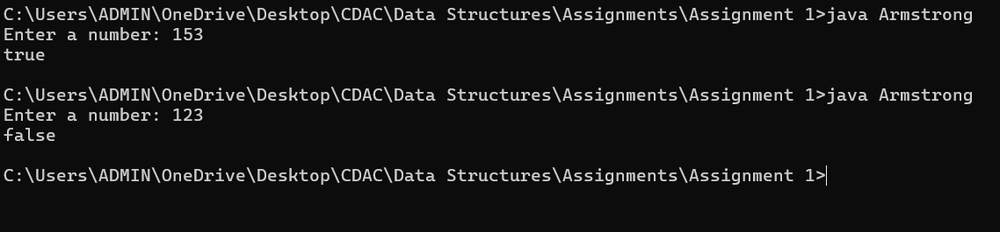 C:\Users\ADMIN\OneDrive\Desktop\CDAC\Data Structures\Assignments\Assignment 1>java Armstrong
Enter a number: 153
true
C:\Users\ADMIN\OneDrive\Desktop\CDAC\Data Structures\Assignments\Assignment 1>java Armstrong
Enter a number: 123
false
C:\Users\ADMIN\OneDrive\Desktop\CDAC\Data Structures\Assignments\Assignment 1>